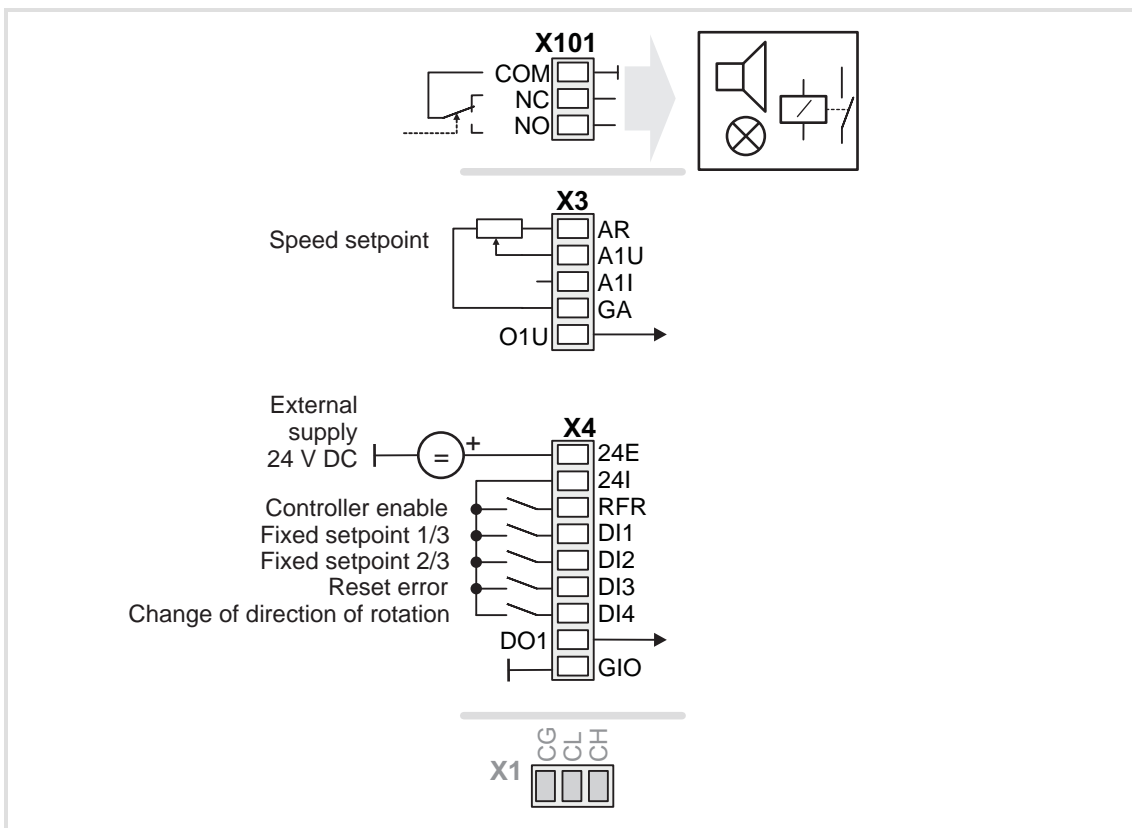 X101
COM
NC
NO
X3
Speed setpoint
AR
A1U
A1I
GA
O1U
External
supply
24 V DC
=
+
X4
24E
24I
Controller enable
RFR
Fixed setpoint 1/3
DI1
Fixed setpoint 2/3
DI2
Reset error
DI3
Change of direction of rotation
DI4
DO1
GIO
X1
CG
CL
CH